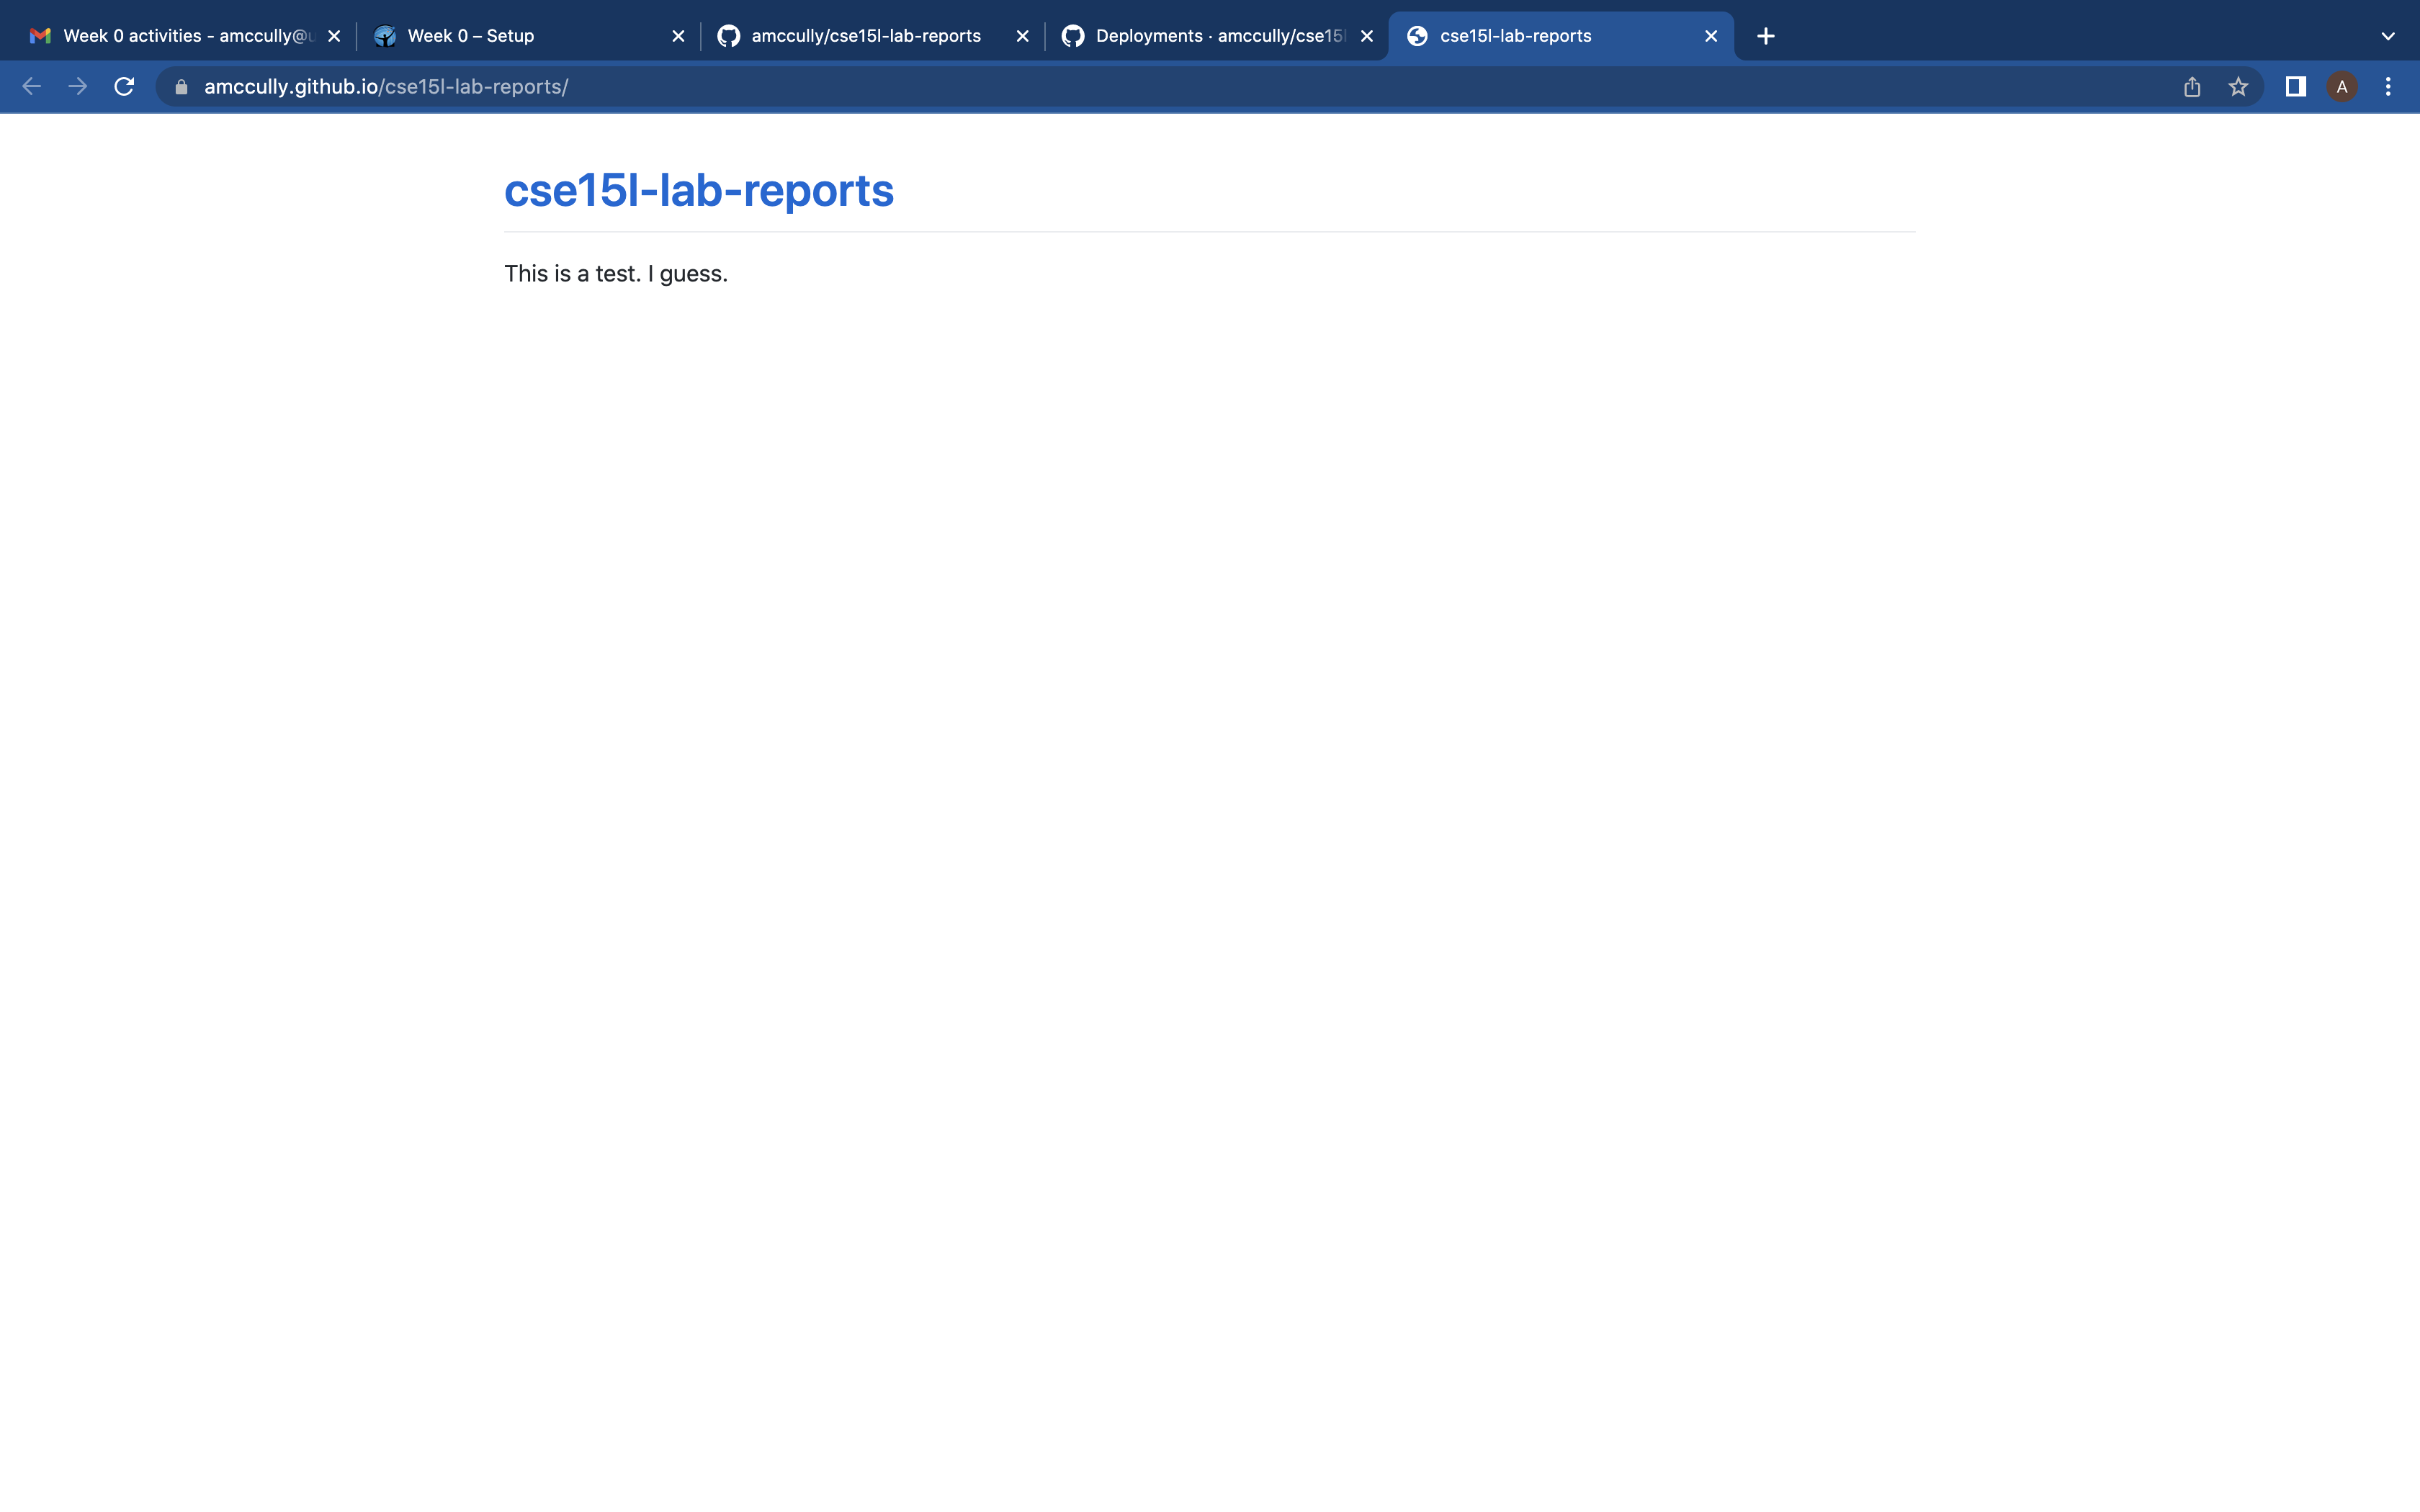 Week 0 activities - amccully@u
Week 0 – Setup
amccully/cse15l-lab-reports
Deployments · amccully/cse15l
cse15l-lab-reports
amccully.github.io/cse15l-lab-reports/
A
cse15l-lab-reports
This is a test. I guess.